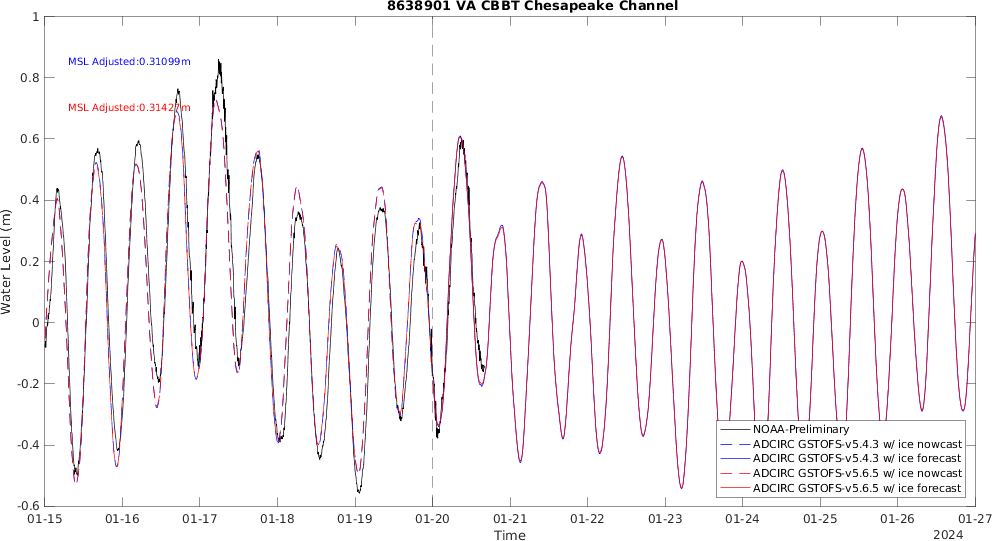 8638901 VA CBBT Chesapeake Channel
1
0.8
0.6
0.4
0.2
0
-0.2
-0.4
-0.6
Water Level (m)
MSL Adjusted:0.31099m
MSL Adjusted:0.31427m
NOAA-Preliminary
ADCIRC GSTOFS-v5.4.3 w/ ice nowcast
ADCIRC GSTOFS-v5.4.3 w/ ice forecast
ADCIRC GSTOFS-v5.6.5 w/ ice nowcast
ADCIRC GSTOFS-v5.6.5 w/ ice forecast
01-15 01-16 01-17 01-18 01-19 01-20 01-21 01-22 01-23 01-24 01-25 01-26 01-27
Time
2024